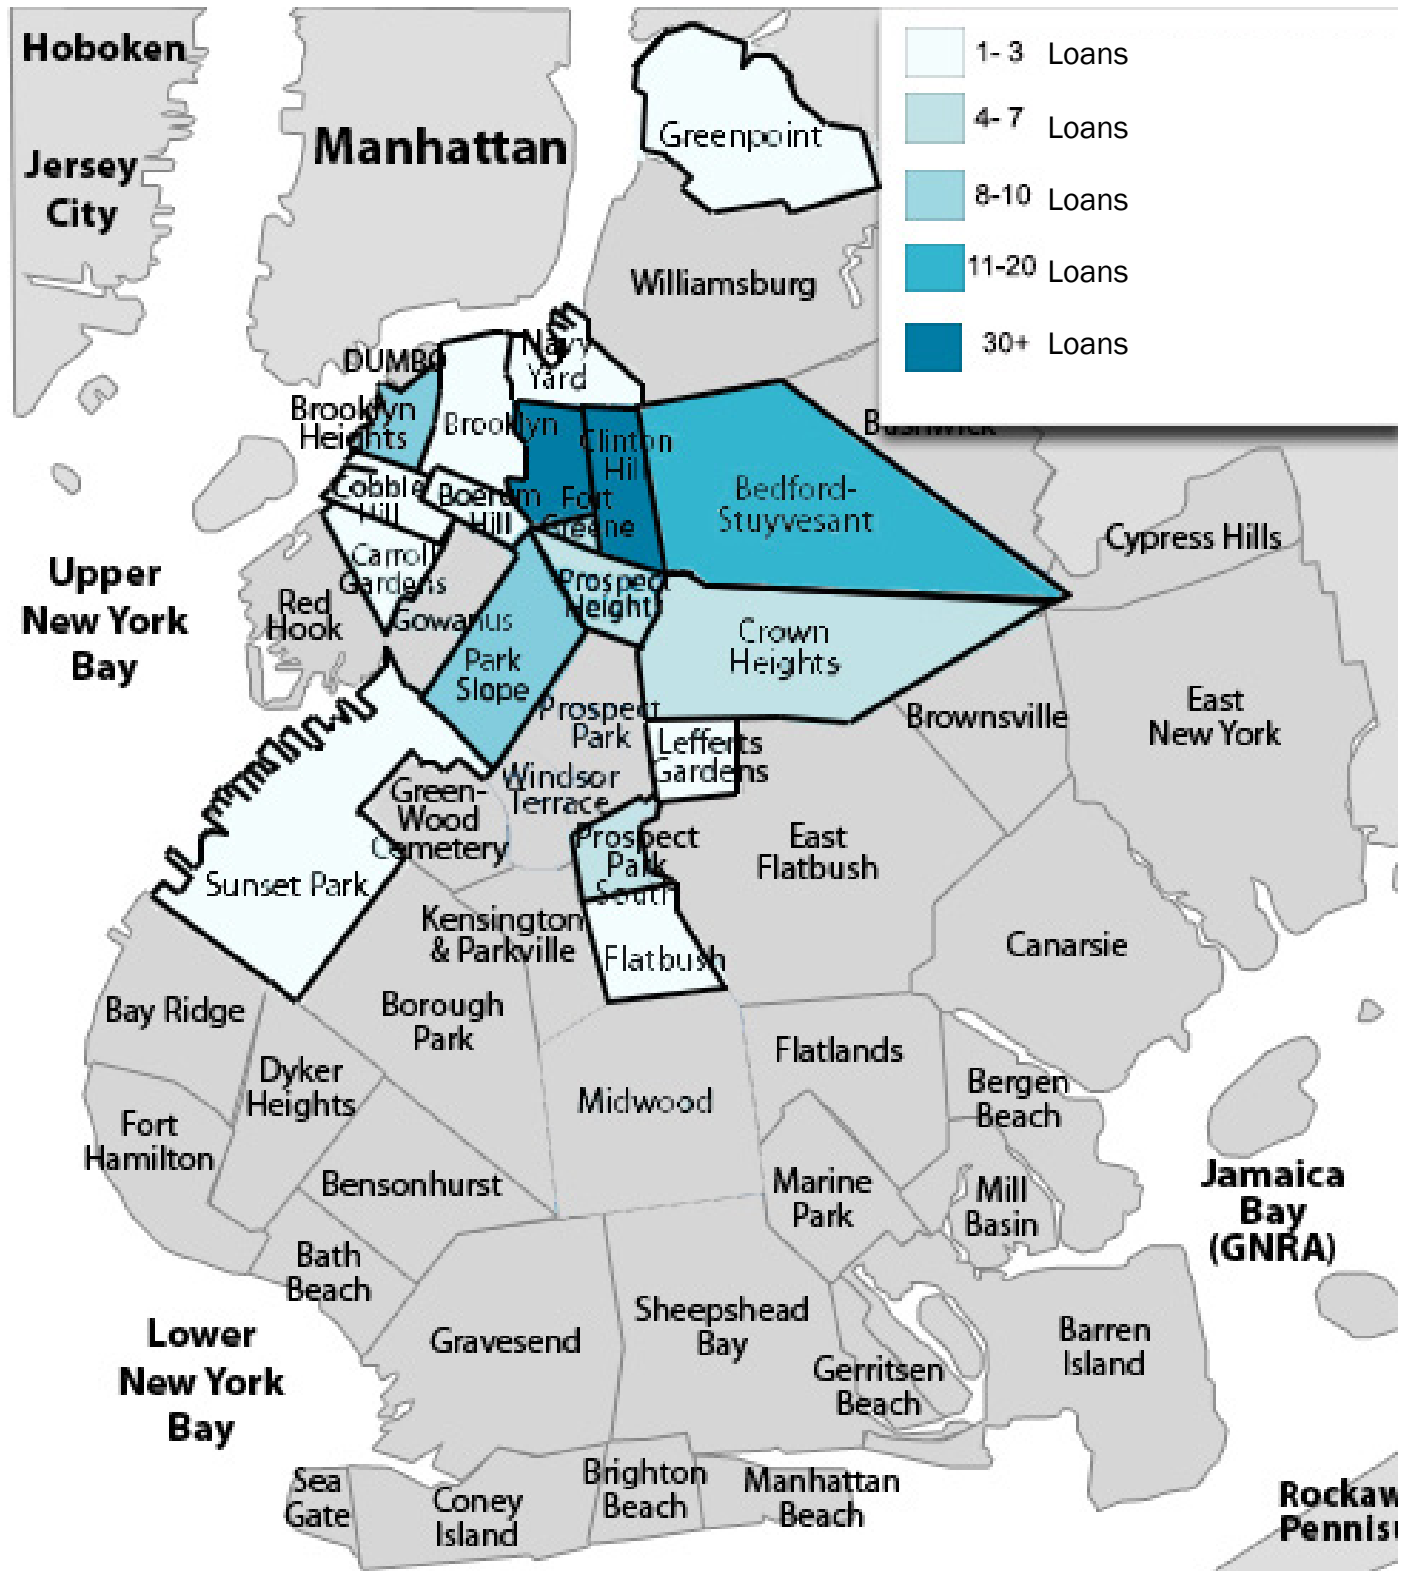 Hoboken
Jersey
City
Manhattan
Greenpoint
1- 3 Loans
4- 7 Loans
8-10 Loans
11-20 Loans
30+ Loans
Williamsburg
Navy
Yard
DUMBO
Brooklyn
Heights
Brooklyn
Clinton
Hill
Bushwick
Bedford-
Stuyvesant
Cobble
Hill
Boerum
Hill
Fort
Greene
Cypress Hills
Carroll
Gardens
Prospect
Heights
Upper
New York
Bay
Red
Hook
Gowanus
Park
Slope
Crown
Heights
Prospect
Park
Brownsville
East
New York
Lefferts
Gardens
Windsor
Terrace
Green-
Wood
Cemetery
Prospect
Park
South
East
Flatbush
Sunset Park
Kensington
& Parkville
Flatbush
Canarsie
Bay Ridge
Borough
Park
Dyker
Heights
Flatlands
Bergen
Beach
Midwood
Fort
Hamilton
Bensonhurst
Marine
Park
Mill
Basin
Jamaica
Bay
(GNRA)
Bath
Beach
Lower
New York
Bay
Gravesend
Sheepshead
Bay
Gerritsen
Beach
Barren
Island
Sea
Gate
Coney
Island
Brighton
Beach
Manhattan
Beach
Rockaw
Pennis